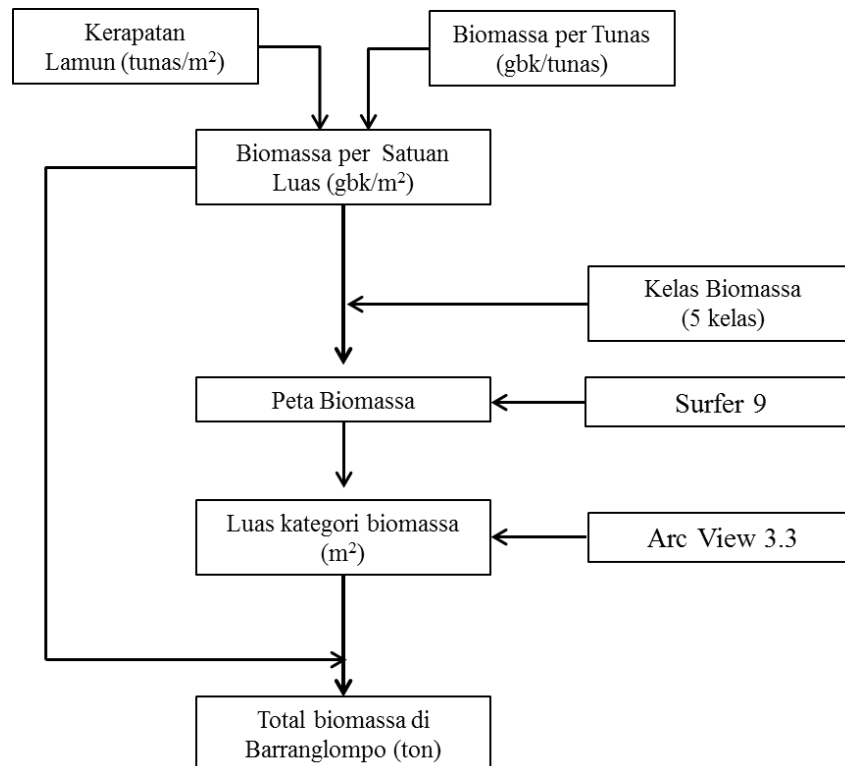 Kerapatan
Lamun (tunas/m²)
Biomassa per Tunas
(gbk/tunas)
Biomassa per Satuan
Luas (gbk/m²)
Kelas Biomassa
(5 kelas)
Peta Biomassa
Surfer 9
Luas kategori biomassa
(m²)
Arc View 3.3
Total biomassa di
Barranglompo (ton)